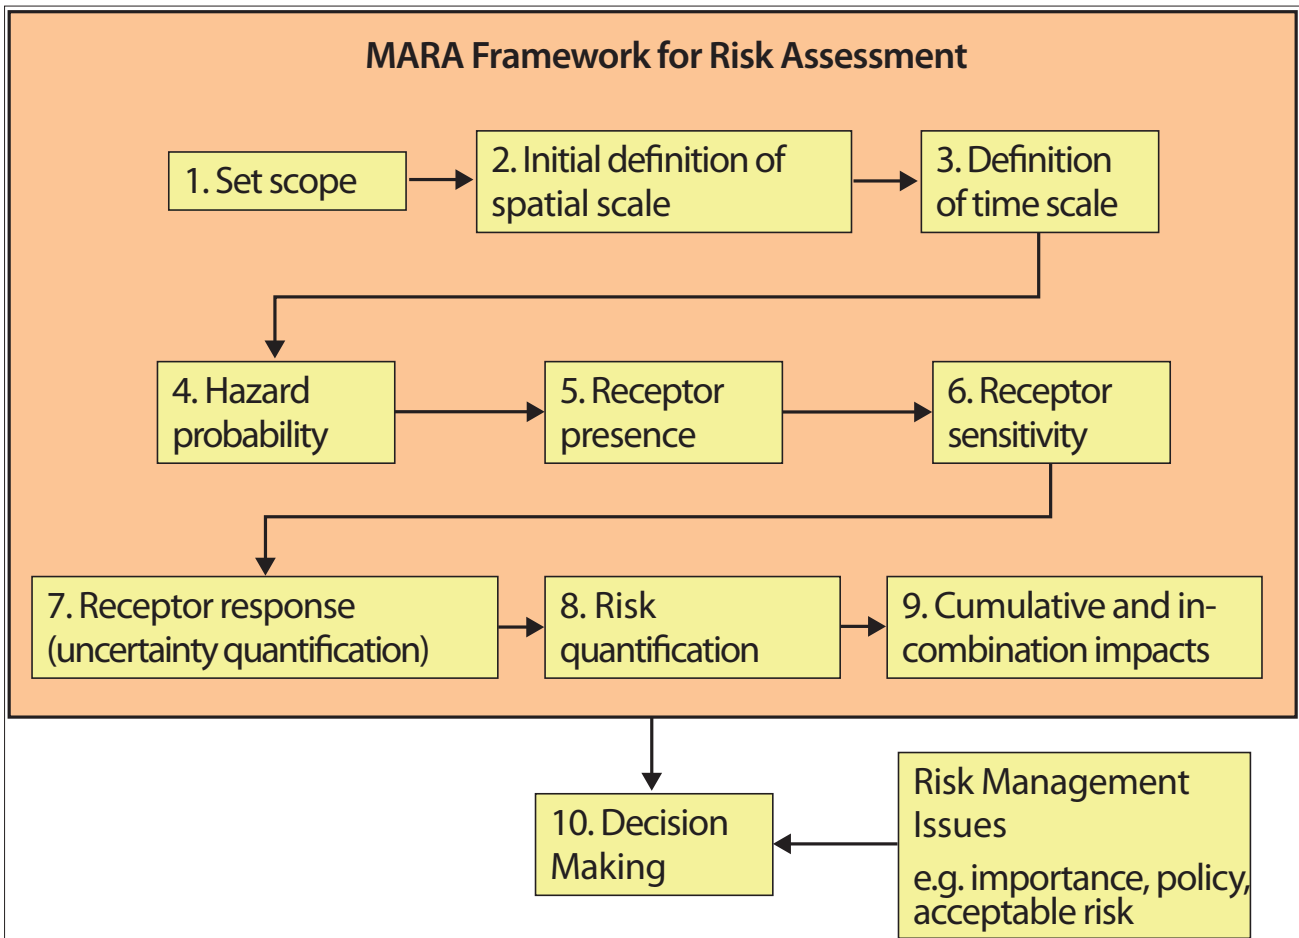 MARA Framework for Risk Assessment
1. Set scope
2. Initial definition of
spatial scale
3. Definition
of time scale
4. Hazard
probability
5. Receptor
presence
6. Receptor
sensitivity
7. Receptor response
(uncertainty quantification)
8. Risk
quantification
9. Cumulative and in-
combination impacts
10. Decision
Making
Risk Management
Issues
e.g. importance, policy,
acceptable risk